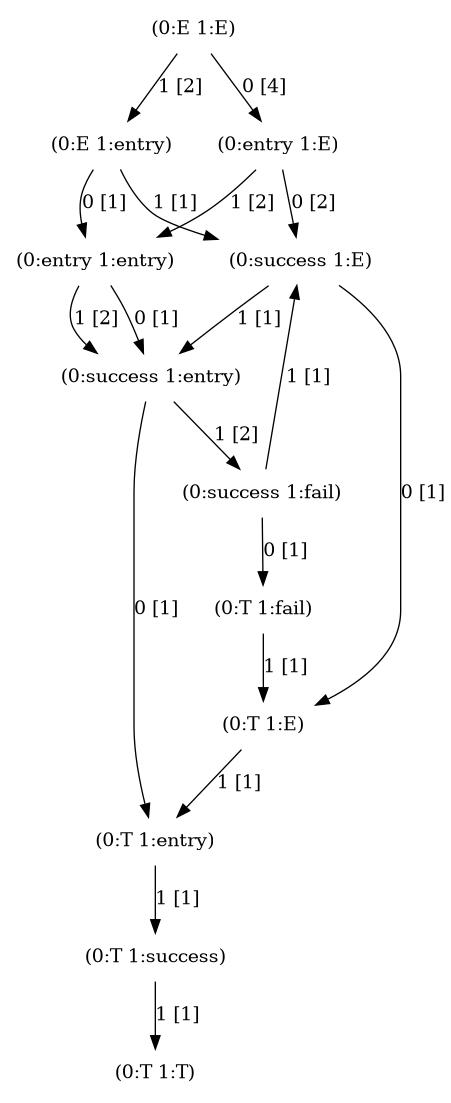 (0:E 1:E)
1 [2]
0 [4]
(0:E 1:entry)
(0:entry 1:E)
0 [1]
1 [1]
1 [2]
0 [2]
(0:entry 1:entry)
(0:success 1:E)
1 [2]
0 [1]
1 [1]
(0:success 1:entry)
1 [1]
1 [2]
(0:success 1:fail)
0 [1]
0 [1]
(0:T 1:fail)
0 [1]
1 [1]
(0:T 1:E)
1 [1]
(0:T 1:entry)
1 [1]
(0:T 1:success)
1 [1]
(0:T 1:T)